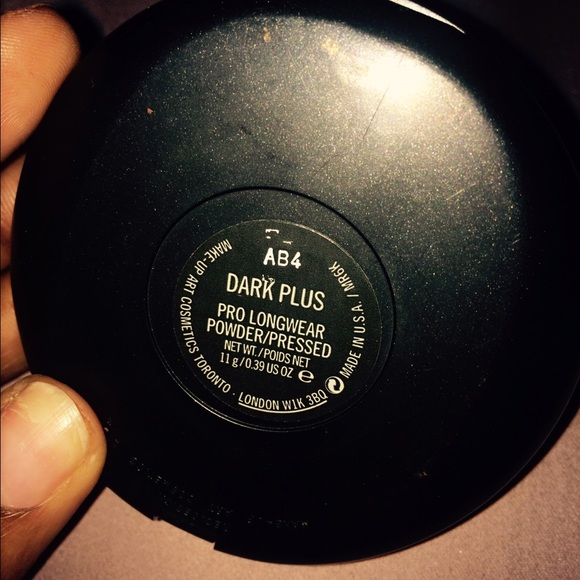 AB4
DARK PLUS
PRO LONGWEAR
POWDER/PRESSED
NET WT./POIDS NET
11 g/0.39 US OZ e
MAKE-UP ART COSMETICS TORONTO · LONDON W1K 3BQ
MADE IN U.S.A. / MR6K